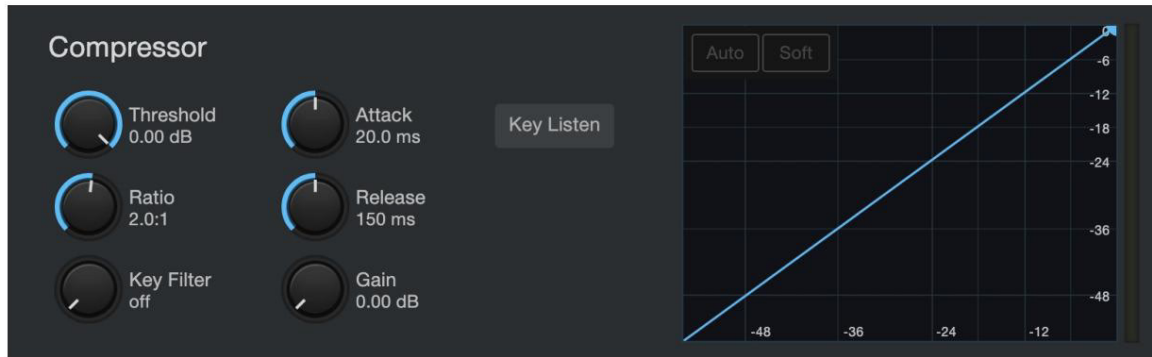 Compressor
Threshold
0.00 dB
Attack
20.0 ms
Key Listen
Ratio
2.0:1
Release
150 ms
Key Filter
off
Gain
0.00 dB
Auto
Soft
0
-6
-12
-18
-24
-36
-48
-48
-36
-24
-12